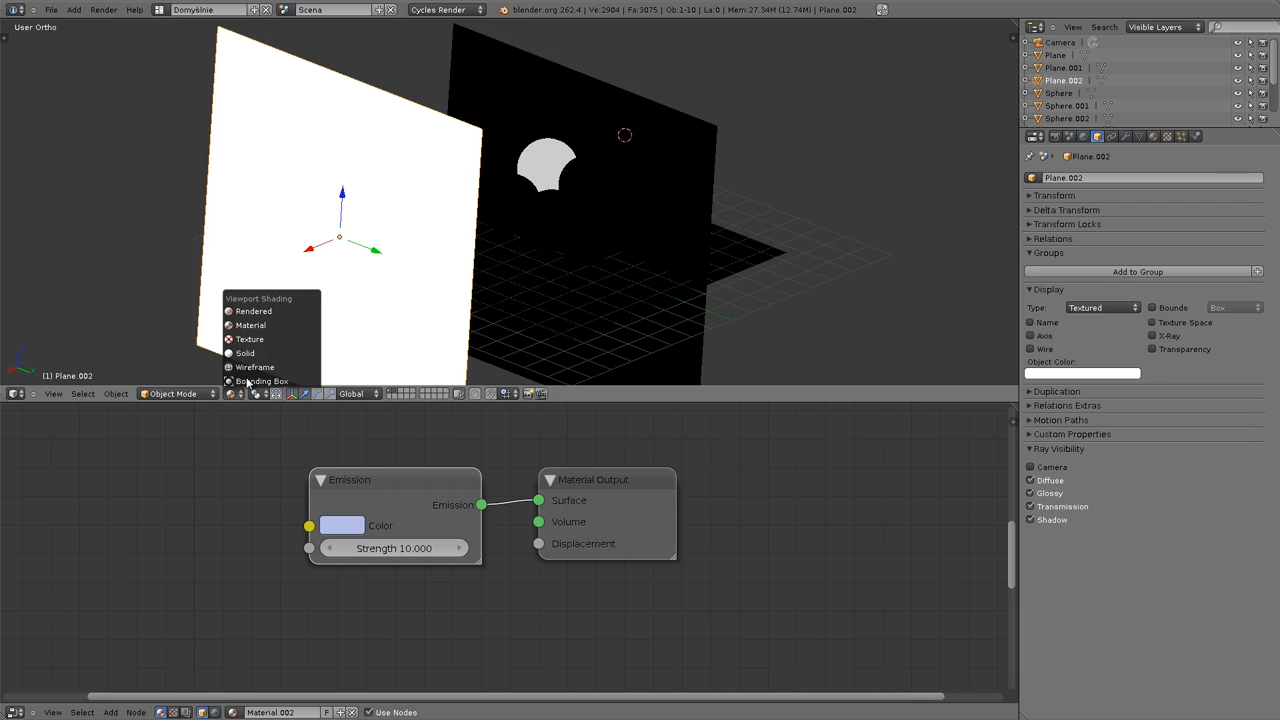 File Add Render Help Domyślnie Scena Cycles Render blender.org 262.4 | Ve:2904 | Fa:3075 | Ob:1-10 | La:0 | Mem:27.34M (12.74M) | Plane.002
User Ortho
View Search Visible Layers
Camera
Plane
Plane.001
Plane.002
Sphere
Sphere.001
Sphere.002
Plane.002
Plane.002
Transform
Delta Transform
Transform Locks
Relations
Groups
Add to Group
Display
Type: Textured Bounds Box
Name Texture Space
Axis X-Ray
Wire Transparency
Object Color:
Duplication
Relations Extras
Motion Paths
Custom Properties
Ray Visibility
Camera
Diffuse
Glossy
Transmission
Shadow
Viewport Shading
Rendered
Material
Texture
Solid
Wireframe
Bounding Box
(1) Plane.002
View Select Object Object Mode Global
Emission
Emission
Color
Strength 10.000
Material Output
Surface
Volume
Displacement
View Select Add Node Material.002 F Use Nodes